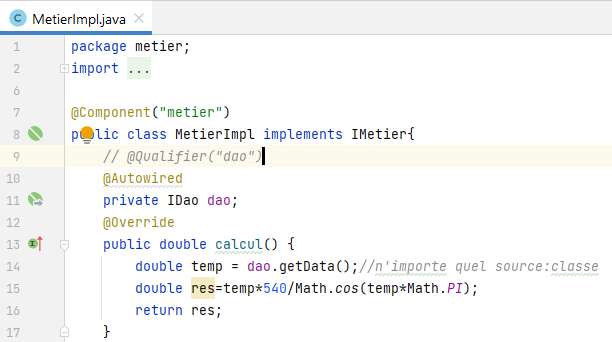 MetierImpl.java
1 package metier;
2 import ...
6
7 @Component("metier")
8 public class MetierImpl implements IMetier{
9 // @Qualifier("dao")
10 @Autowired
11 private IDao dao;
12 @Override
13 public double calcul() {
14 double temp = dao.getData();//n'importe quel source:classe
15 double res=temp*540/Math.cos(temp*Math.PI);
16 return res;
17 }